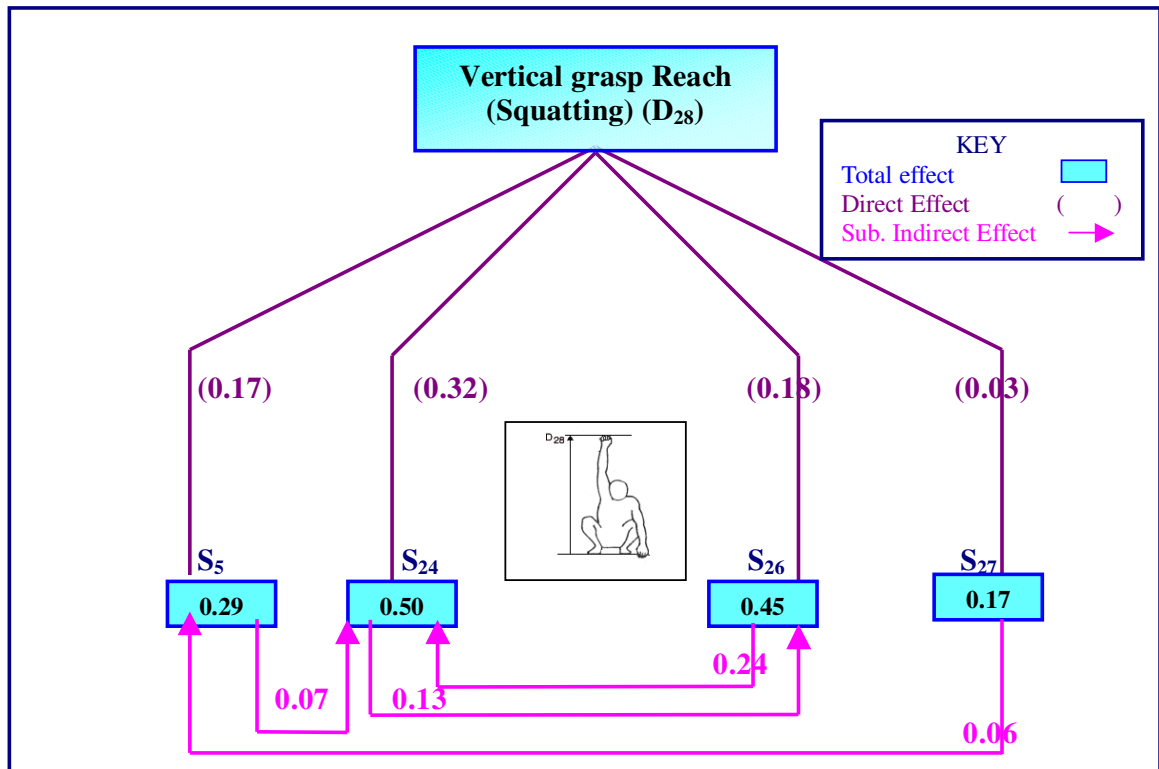 Vertical grasp Reach
(Squatting) (D₂₈)
KEY
Total effect
Direct Effect ( )
Sub. Indirect Effect
(0.17)
(0.32)
(0.18)
(0.03)
D₂₈
S₅
S₂₄
S₂₆
S₂₇
0.29
0.50
0.45
0.17
0.07
0.13
0.24
0.06